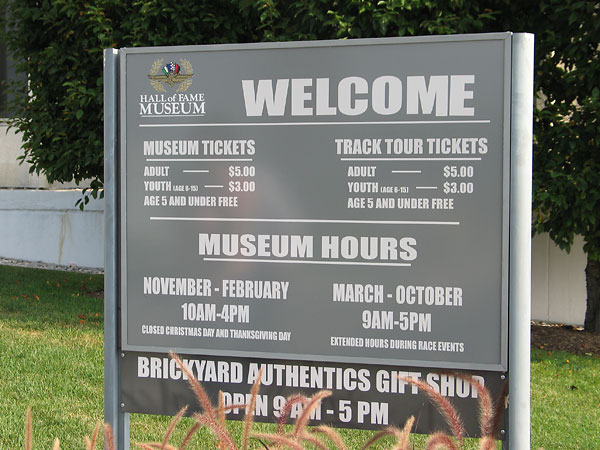 HALL of FAME
MUSEUM
WELCOME
MUSEUM TICKETS
ADULT $5.00
YOUTH (AGE 6-15) $3.00
AGE 5 AND UNDER FREE
TRACK TOUR TICKETS
ADULT $5.00
YOUTH (AGE 6-15) $3.00
AGE 5 AND UNDER FREE
MUSEUM HOURS
NOVEMBER - FEBRUARY
10AM-4PM
CLOSED CHRISTMAS DAY AND THANKSGIVING DAY
MARCH - OCTOBER
9AM-5PM
EXTENDED HOURS DURING RACE EVENTS
BRICKYARD AUTHENTICS GIFT SHOP
OPEN 9 AM - 5 PM